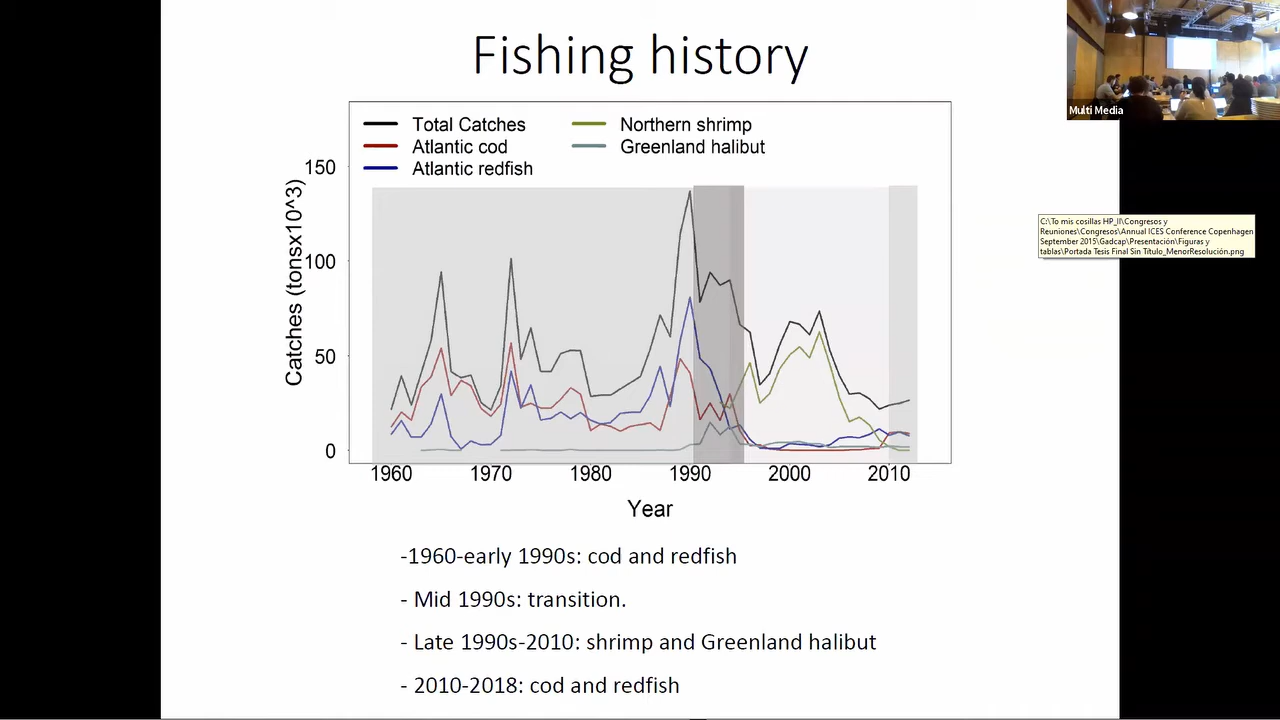 Fishing history
Total Catches
Atlantic cod
Atlantic redfish
Northern shrimp
Greenland halibut
Catches (tonsx10^3)
150
100
50
0
1960 1970 1980 1990 2000 2010
Year
-1960-early 1990s: cod and redfish
- Mid 1990s: transition.
- Late 1990s-2010: shrimp and Greenland halibut
- 2010-2018: cod and redfish
Multi Media
C:\To mis cosillas HP_II\Congresos y
Reuniones\Congresos\Annual ICES Conference Copenhagen
September 2015\Gadcap\Presentación\Figuras y
tablas\Portada Tesis Final Sin Título_MenorResolución.png